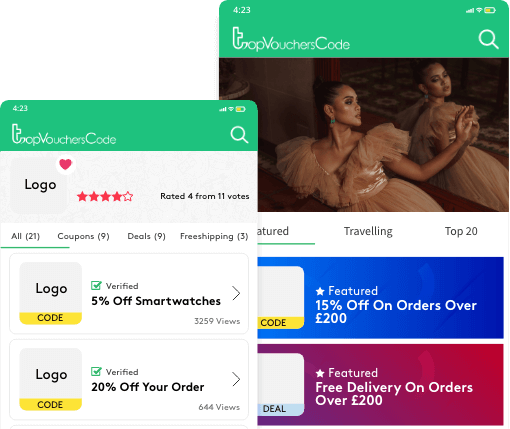 4:23
topVouchersCode
aatured
Travelling
Top 20
CODE
Featured
15% Off On Orders Over
£200
DEAL
Featured
Free Delivery On Orders
Over £200
4:23
topVouchersCode
Logo
Rated 4 from 11 votes
All (21)
Coupons (9)
Deals (9)
Freeshipping (3)
Logo
CODE
Verified
5% Off Smartwatches
3259 Views
Logo
CODE
Verified
20% Off Your Order
644 Views